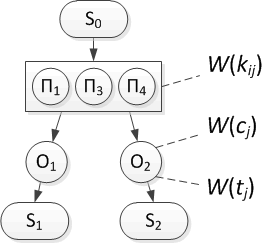 S₀
П₁ П₃ П₄
W(kᵢⱼ)
W(cⱼ)
O₁ O₂
W(tⱼ)
S₁ S₂